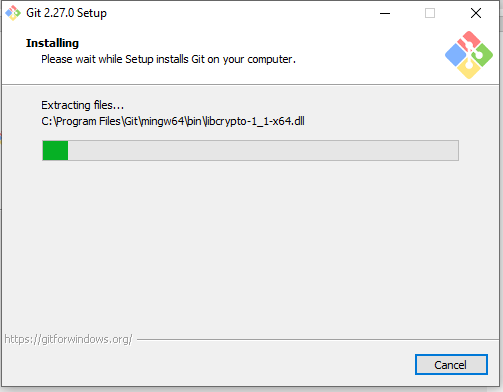 Git 2.27.0 Setup
Installing
Please wait while Setup installs Git on your computer.
Extracting files...
C:\Program Files\Git\mingw64\bin\libcrypto-1_1-x64.dll
https://gitforwindows.org/
Cancel